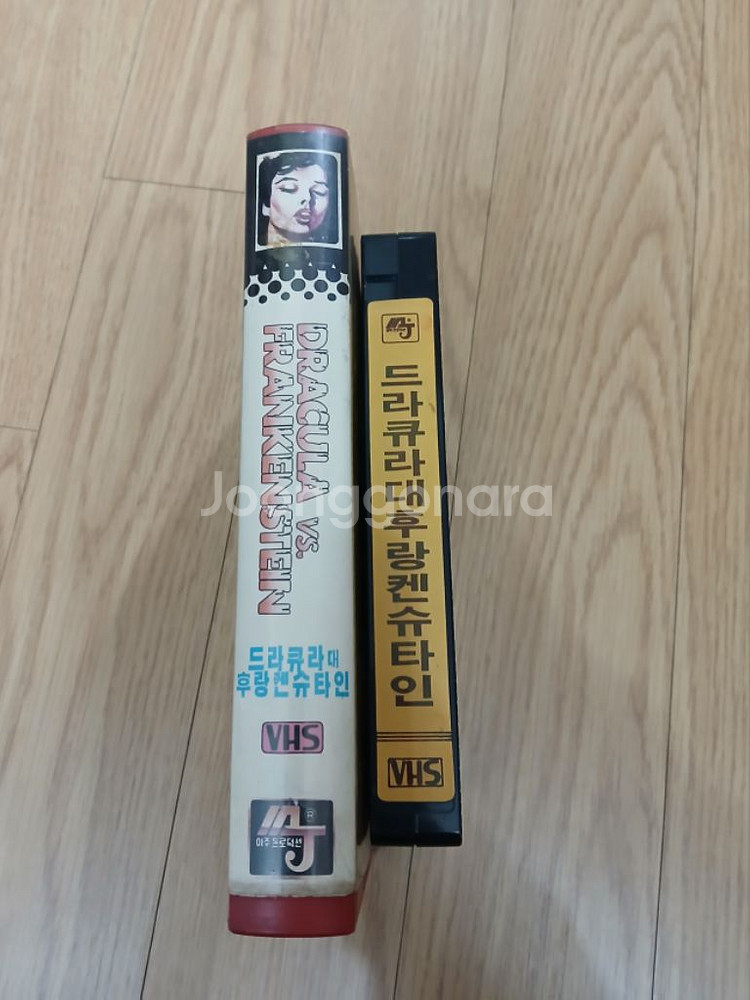 DRACULA VS.
FRANKENSTEIN
드라큐라 대
후랑켄슈타인
VHS
AJ
R
아주프로덕션
AJ
드라큐라대후랑켄슈타인
VHS
Joonggonara